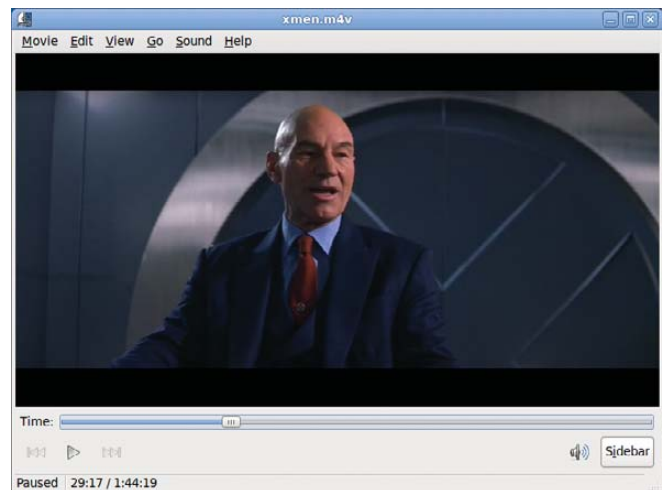 xmen.m4v
Movie Edit View Go Sound Help
Time:
Sidebar
Paused 29:17 / 1:44:19